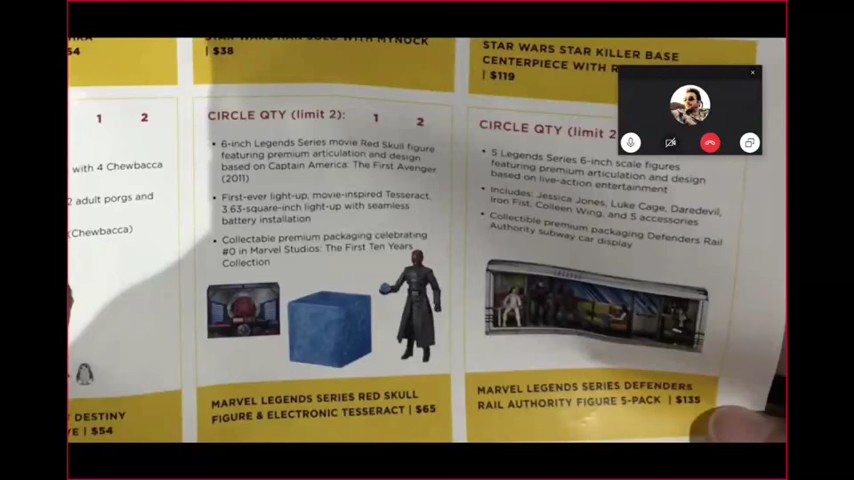 54
| $38
STAR WARS STAR KILLER BASE
CENTERPIECE WITH
| $119
1 2
with 4 Chewbacca
2 adult porgs and
(Chewbacca)
DESTINY
| $54
CIRCLE QTY (limit 2): 1 2
• 6-inch Legends Series movie Red Skull figure
featuring premium articulation and design
based on Captain America: The First Avenger
(2011)
• First-ever light-up, movie-inspired Tesseract,
3.63-square-inch light-up with seamless
battery installation
• Collectable premium packaging celebrating
#0 in Marvel Studios: The First Ten Years
Collection
MARVEL LEGENDS SERIES RED SKULL
FIGURE & ELECTRONIC TESSERACT | $65
CIRCLE QTY (limit 2
• 5 Legends Series 6-inch scale figures
featuring premium articulation and design
based on live-action entertainment
• Includes: Jessica Jones, Luke Cage, Daredevil,
Iron Fist, Colleen Wing, and 5 accessories
• Collectible premium packaging Defenders Rail
Authority subway car display
MARVEL LEGENDS SERIES DEFENDERS
RAIL AUTHORITY FIGURE 5-PACK | $135